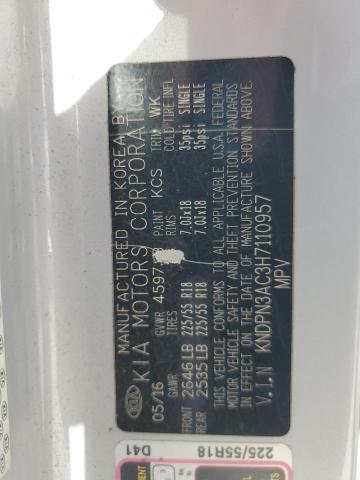 MANUFACTURED IN KOREA BY
KIA KIA MOTORS CORPORATION
05/16 GVWR 4597 PAINT KCS TRIM WK
GAWR TIRES RIMS COLD TIRE INFL
FRONT 2646LB 225/55 R18 7.0Jx18 35psi SINGLE
REAR 2535LB 225/55 R18 7.0Jx18 35psi SINGLE
THIS VEHICLE CONFORMS TO ALL APPLICABLE U.S.A. FEDERAL
MOTOR VEHICLE SAFETY AND THEFT PREVENTION STANDARDS
IN EFFECT ON THE DATE OF MANUFACTURE SHOWN ABOVE.
V.I.N KNDPN3AC3H7110957
MPV
D41 225/55R18